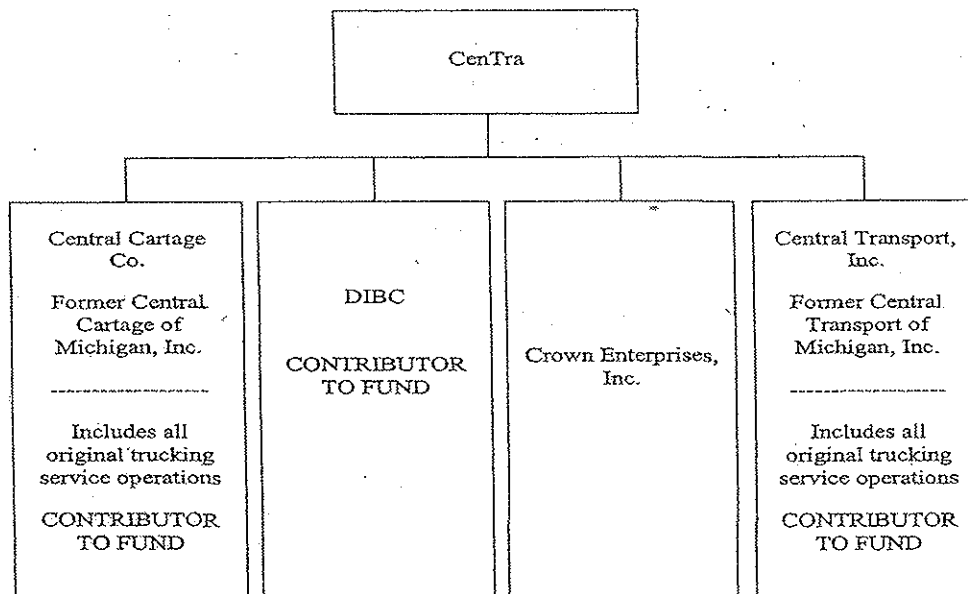 CenTra
Central Cartage
Co.
Former Central
Cartage of
Michigan, Inc.
--------------------
Includes all
original trucking
service operations
CONTRIBUTOR
TO FUND
DIBC
CONTRIBUTOR
TO FUND
Crown Enterprises,
Inc.
Central Transport,
Inc.
Former Central
Transport of
Michigan, Inc.
--------------------
Includes all
original trucking
service operations
CONTRIBUTOR
TO FUND